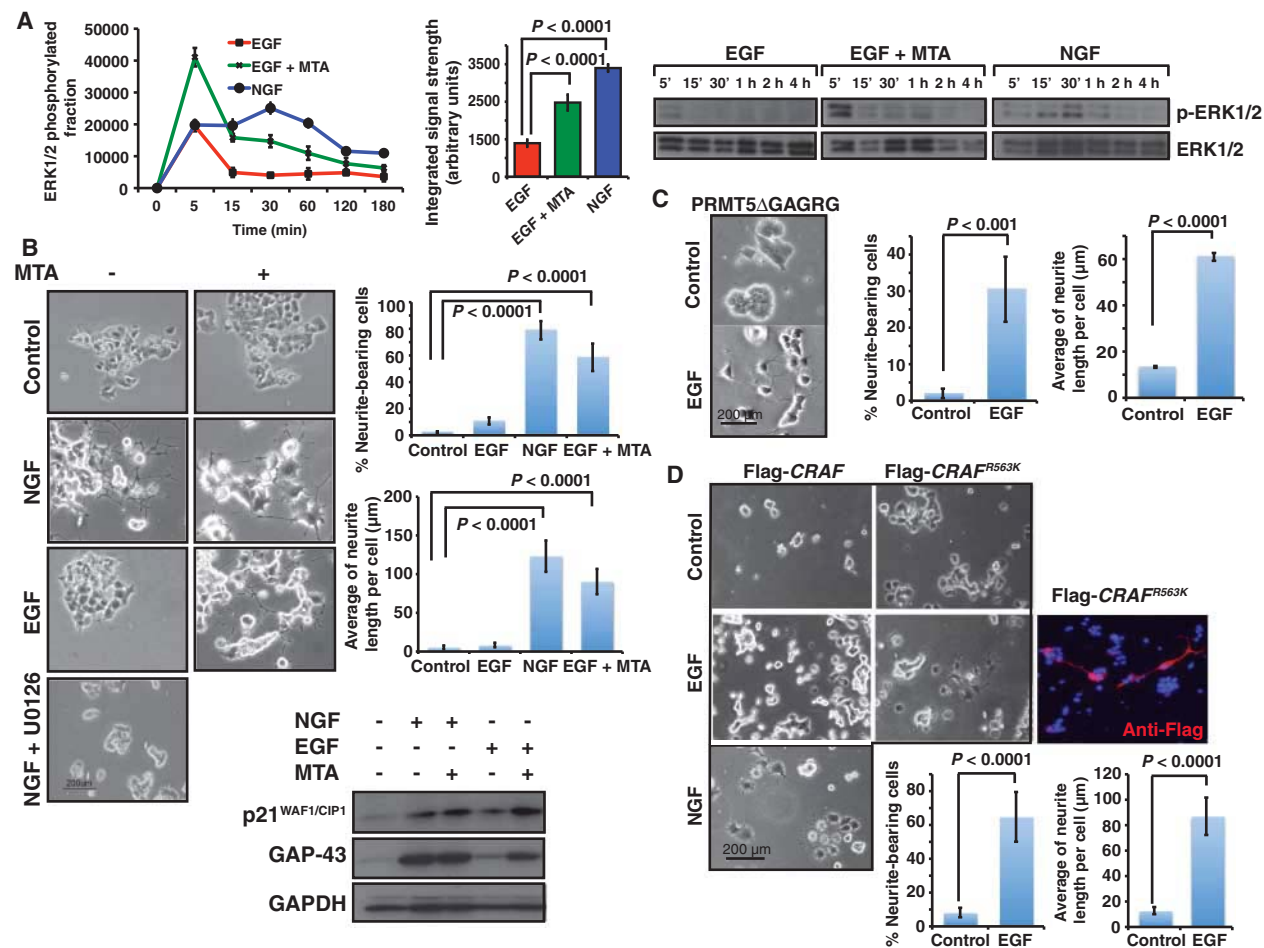 A
ERK1/2 phosphorylated
fraction
50000
40000
30000
20000
10000
0
EGF
EGF + MTA
NGF
0 5 15 30 60 120 180
Time (min)
Integrated signal strength
(arbitrary units)
3500
2500
1500
500
P < 0.0001
P < 0.0001
EGF
EGF + MTA
NGF
EGF EGF + MTA NGF
5’ 15’ 30’ 1 h 2 h 4 h 5’ 15’ 30’ 1 h 2 h 4 h 5’ 15’ 30’ 1 h 2 h 4 h
p-ERK1/2
ERK1/2
B
MTA - +
Control
NGF
EGF
NGF + U0126
200µm
% Neurite-bearing cells
100
80
60
40
20
0
P < 0.0001
P < 0.0001
Control EGF NGF EGF + MTA
Average of neurite
length per cell (µm)
200
150
100
50
0
P < 0.0001
P < 0.0001
Control EGF NGF EGF + MTA
NGF - + + - -
EGF - - - + +
MTA - - + - +
p21WAF1/CIP1
GAP-43
GAPDH
C
PRMT5ΔGAGRG
Control
EGF
200 µm
% Neurite-bearing cells
40
30
20
10
0
P < 0.001
Control EGF
Average of neurite
length per cell (µm)
60
40
20
0
P < 0.0001
Control EGF
D
Flag-CRAF Flag-CRAFR563K
Control
EGF
NGF
200 µm
Flag-CRAFR563K
Anti-Flag
% Neurite-bearing cells
80
60
40
20
0
P < 0.0001
Control EGF
Average of neurite
length per cell (µm)
120
100
80
60
40
20
0
P < 0.0001
Control EGF